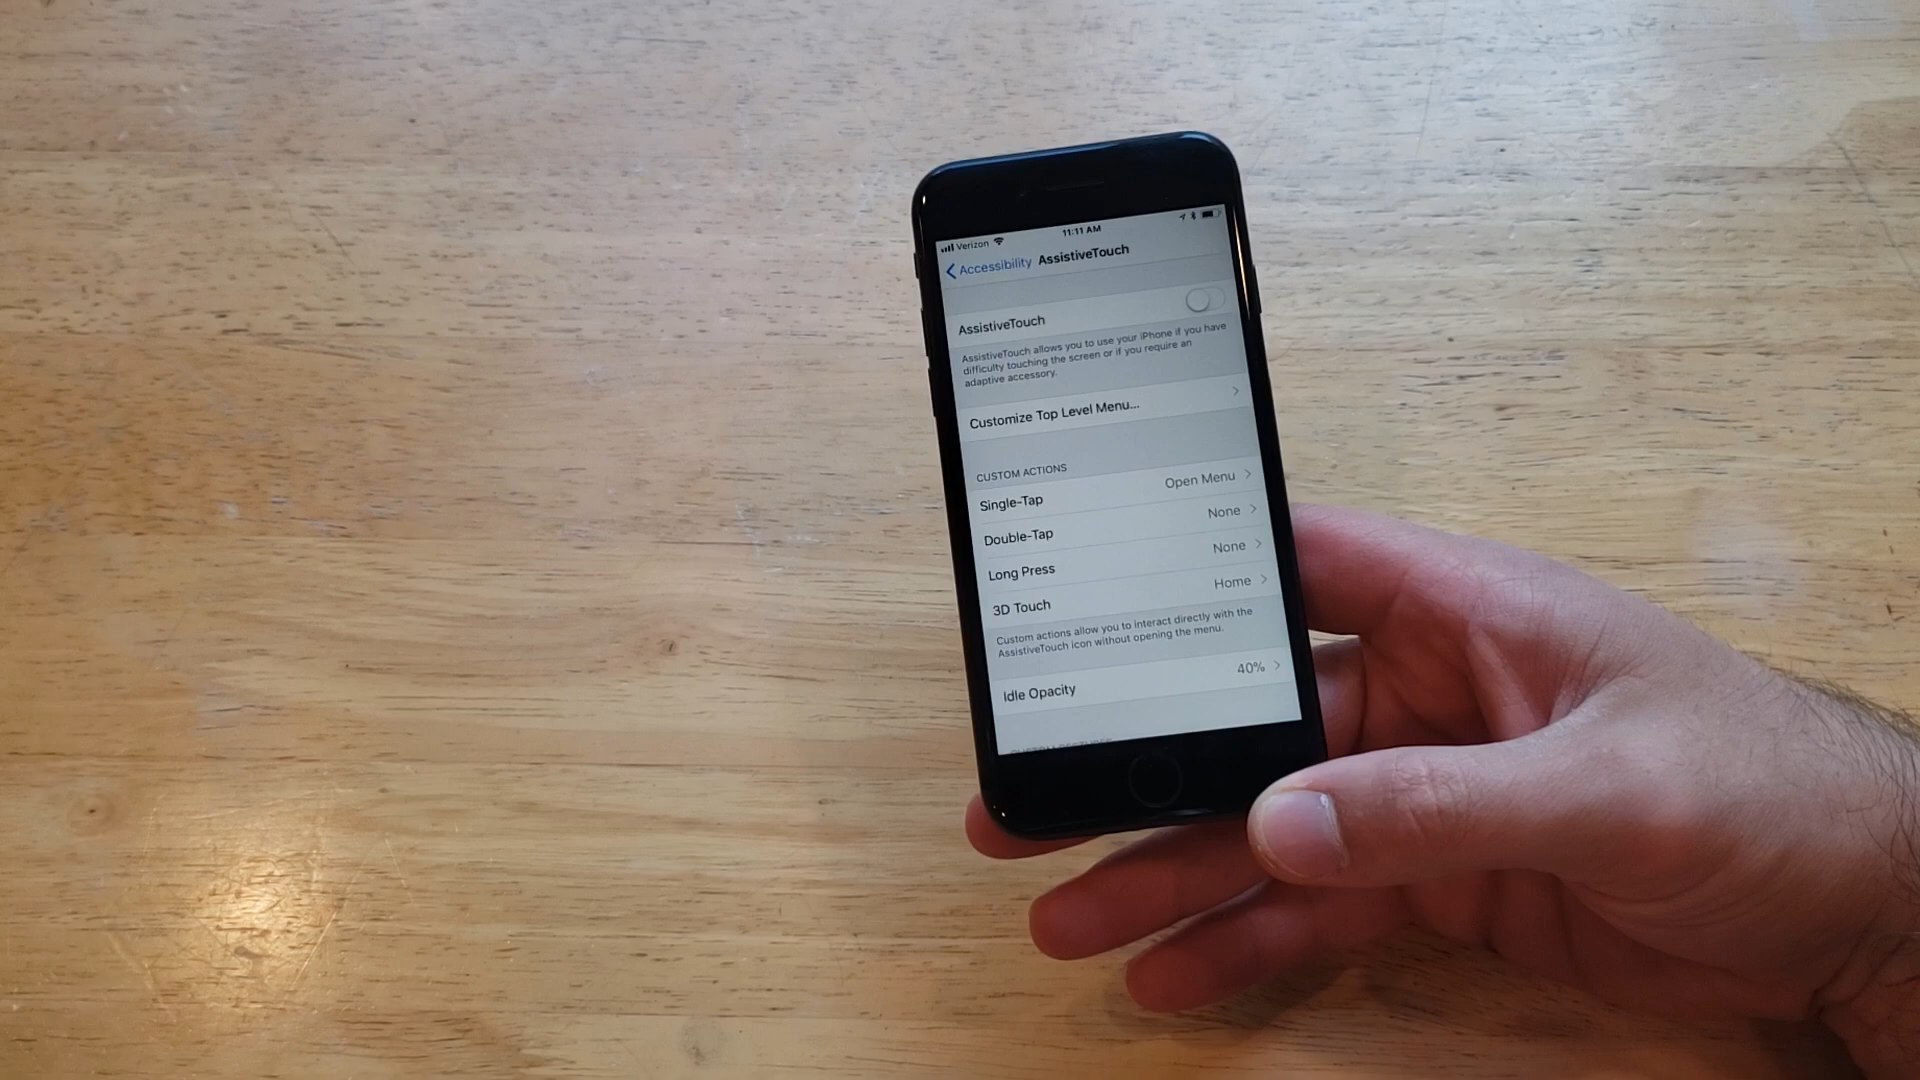 Verizon 11:11 AM
Accessibility AssistiveTouch
AssistiveTouch
AssistiveTouch allows you to use your iPhone if you have
difficulty touching the screen or if you require an
adaptive accessory.
Customize Top Level Menu...
CUSTOM ACTIONS
Single-Tap Open Menu
Double-Tap None
Long Press None
3D Touch Home
Custom actions allow you to interact directly with the
AssistiveTouch icon without opening the menu.
Idle Opacity 40%